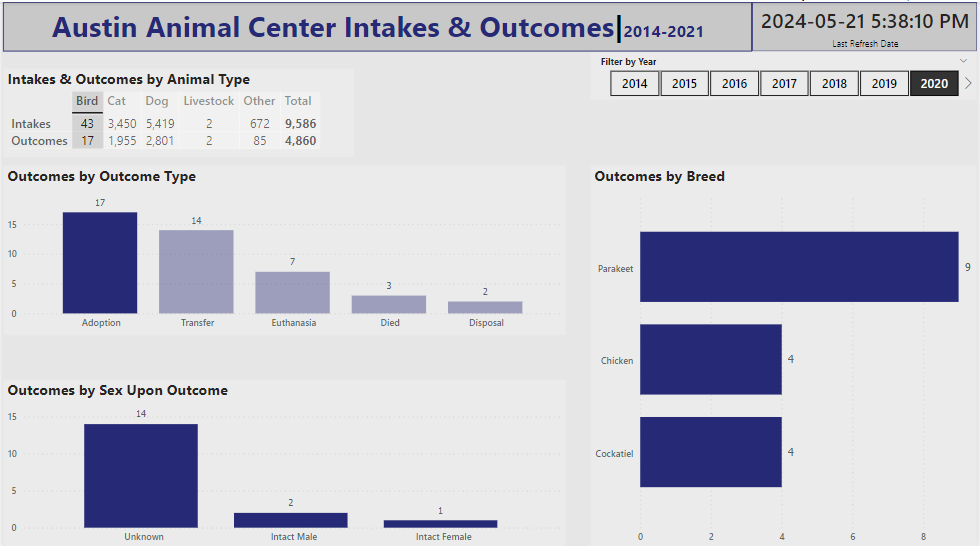 Austin Animal Center Intakes & Outcomes|2014-2021
2024-05-21 5:38:10 PM
Last Refresh Date
Filter by Year
2014 2015 2016 2017 2018 2019 2020
Intakes & Outcomes by Animal Type
Bird Cat Dog Livestock Other Total
Intakes 43 3,450 5,419 2 672 9,586
Outcomes 17 1,955 2,801 2 85 4,860
Outcomes by Outcome Type
17
14
7
3
2
15
10
5
0
Adoption Transfer Euthanasia Died Disposal
Outcomes by Sex Upon Outcome
14
2
1
15
10
5
0
Unknown Intact Male Intact Female
Outcomes by Breed
Parakeet 9
Chicken 4
Cockatiel 4
0 2 4 6 8